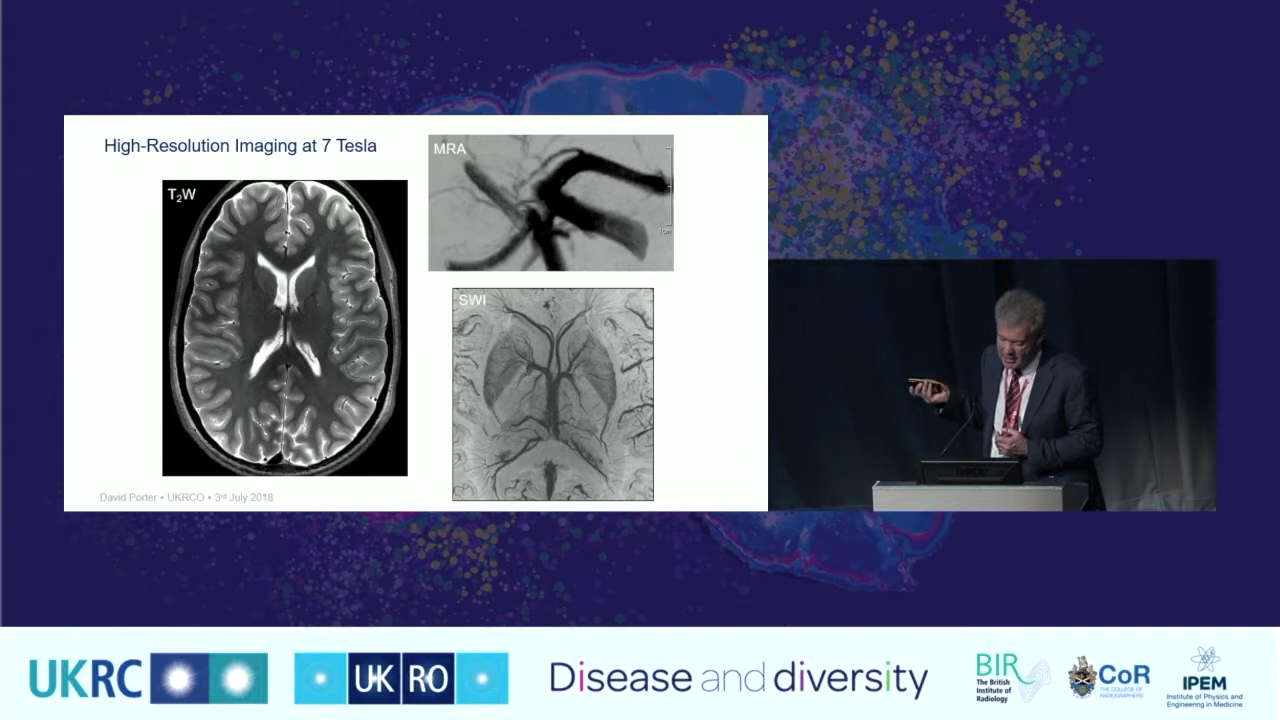 High-Resolution Imaging at 7 Tesla
T2W
MRA
SWI
David Porter • UKRCO • 3rd July 2018
UKRC
UK RO
Disease and diversity
BIR
The British
Institute of
Radiology
CoR
THE COLLEGE OF
RADIOGRAPHERS
IPEM
Institute of Physics and
Engineering in Medicine